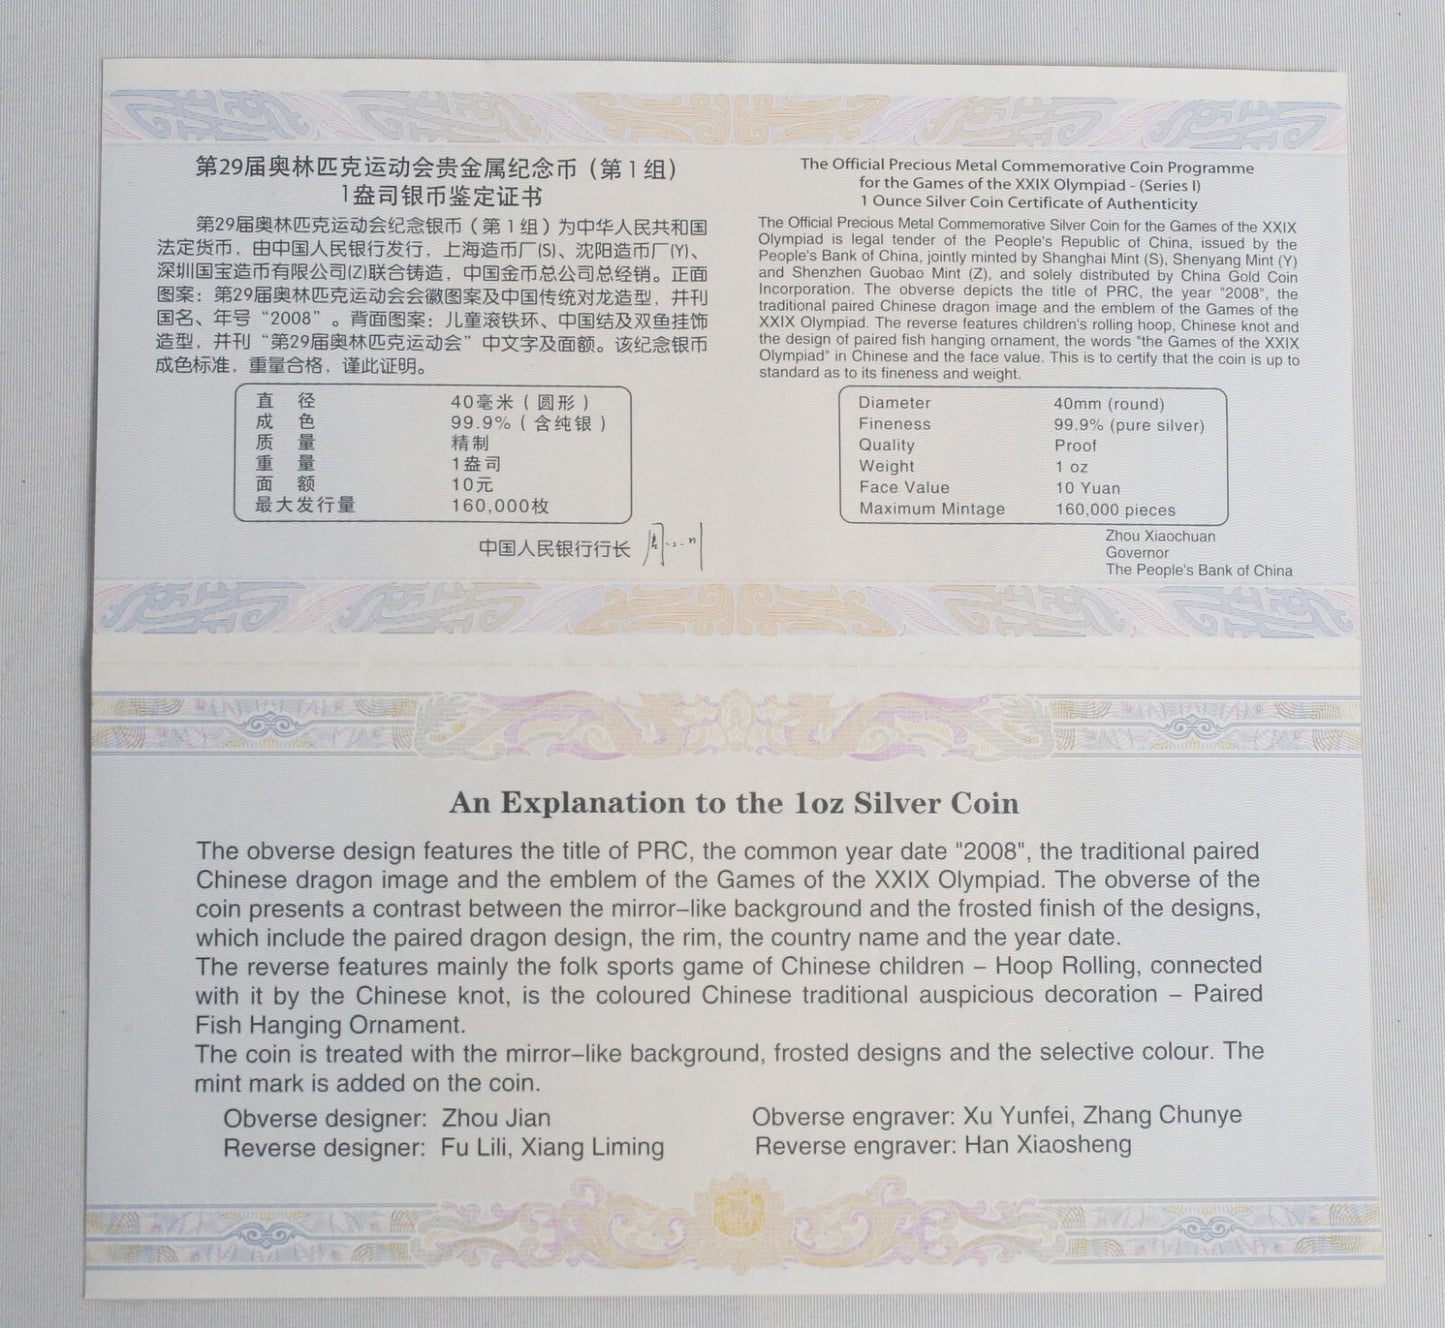 第29届奥林匹克运动会贵金属纪念币（第1组）
1盎司银币鉴定证书
第29届奥林匹克运动会纪念银币（第1组）为中华人民共和国
法定货币，由中国人民银行发行，上海造币厂(S)、沈阳造币厂(Y)、
深圳国宝造币有限公司(Z)联合铸造，中国金币总公司总经销。正面
图案：第29届奥林匹克运动会会徽图案及中国传统对龙造型，并刊
国名、年号“2008”。背面图案：儿童滚铁环、中国结及双鱼挂饰
造型，并刊“第29届奥林匹克运动会”中文字及面额。该纪念银币
成色标准，重量合格，谨此证明。
直 径 40毫米（圆形）
成 色 99.9%（含纯银）
质 量 精制
重 量 1盎司
面 额 10元
最大发行量 160,000枚
中国人民银行行长
The Official Precious Metal Commemorative Coin Programme
for the Games of the XXIX Olympiad - (Series I)
1 Ounce Silver Coin Certificate of Authenticity
The Official Precious Metal Commemorative Silver Coin for the Games of the XXIX
Olympiad is legal tender of the People's Republic of China, issued by the
People's Bank of China, jointly minted by Shanghai Mint (S), Shenyang Mint (Y)
and Shenzhen Guobao Mint (Z), and solely distributed by China Gold Coin
Incorporation. The obverse depicts the title of PRC, the year "2008", the
traditional paired Chinese dragon image and the emblem of the Games of the
XXIX Olympiad. The reverse features children's rolling hoop, Chinese knot and
the design of paired fish hanging ornament, the words "the Games of the XXIX
Olympiad" in Chinese and the face value. This is to certify that the coin is up to
standard as to its fineness and weight.
Diameter 40mm (round)
Fineness 99.9% (pure silver)
Quality Proof
Weight 1 oz
Face Value 10 Yuan
Maximum Mintage 160,000 pieces
Zhou Xiaochuan
Governor
The People's Bank of China
An Explanation to the 1oz Silver Coin
The obverse design features the title of PRC, the common year date "2008", the traditional paired
Chinese dragon image and the emblem of the Games of the XXIX Olympiad. The obverse of the
coin presents a contrast between the mirror–like background and the frosted finish of the designs,
which include the paired dragon design, the rim, the country name and the year date.
The reverse features mainly the folk sports game of Chinese children – Hoop Rolling, connected
with it by the Chinese knot, is the coloured Chinese traditional auspicious decoration – Paired
Fish Hanging Ornament.
The coin is treated with the mirror–like background, frosted designs and the selective colour. The
mint mark is added on the coin.
Obverse designer: Zhou Jian Obverse engraver: Xu Yunfei, Zhang Chunye
Reverse designer: Fu Lili, Xiang Liming Reverse engraver: Han Xiaosheng